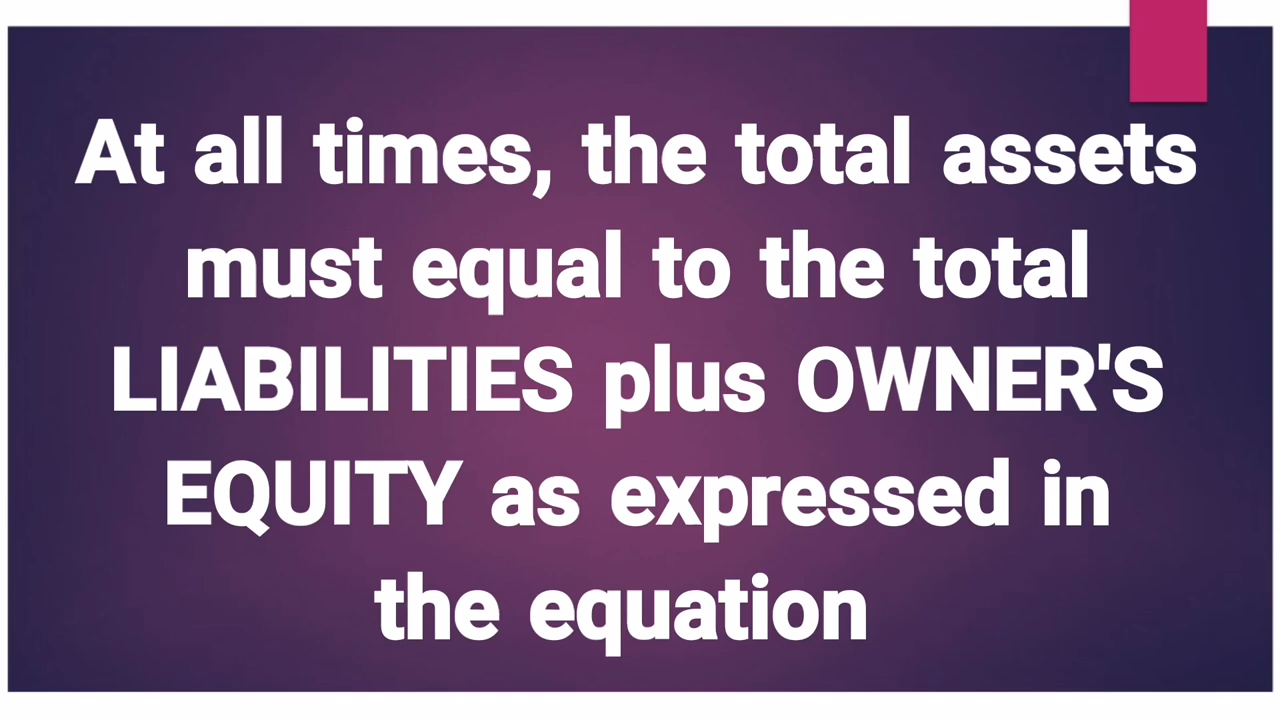 At all times, the total assets
must equal to the total
LIABILITIES plus OWNER'S
EQUITY as expressed in
the equation